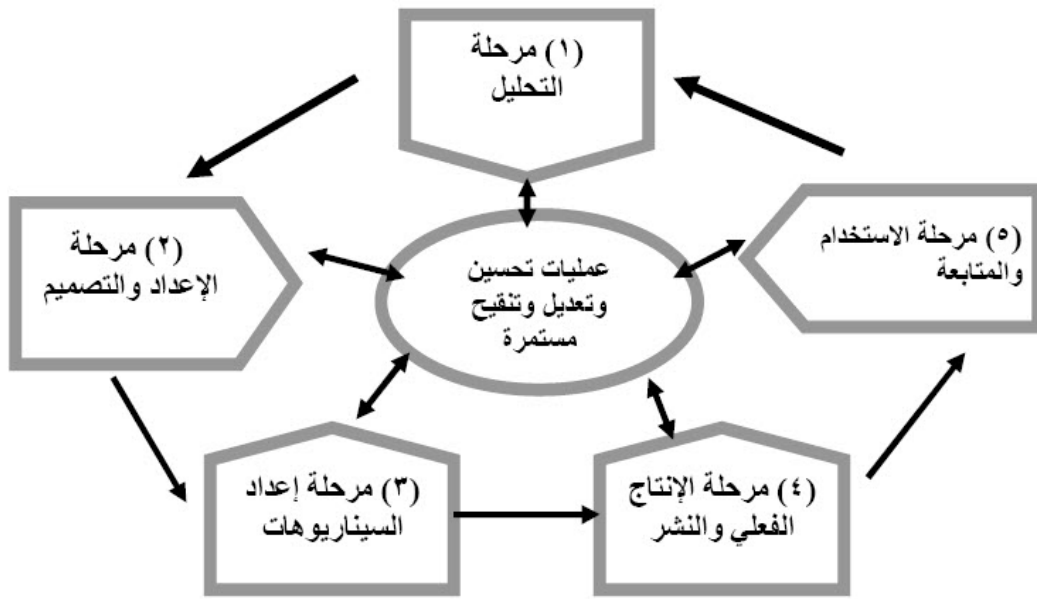 (١) مرحلة
التحليل
(٢) مرحلة
الإعداد والتصميم
(٣) مرحلة إعداد
السيناريوهات
(٤) مرحلة الإنتاج
الفعلي والنشر
(٥) مرحلة الاستخدام
والمتابعة
عمليات تحسين
وتعديل وتنقيح
مستمرة